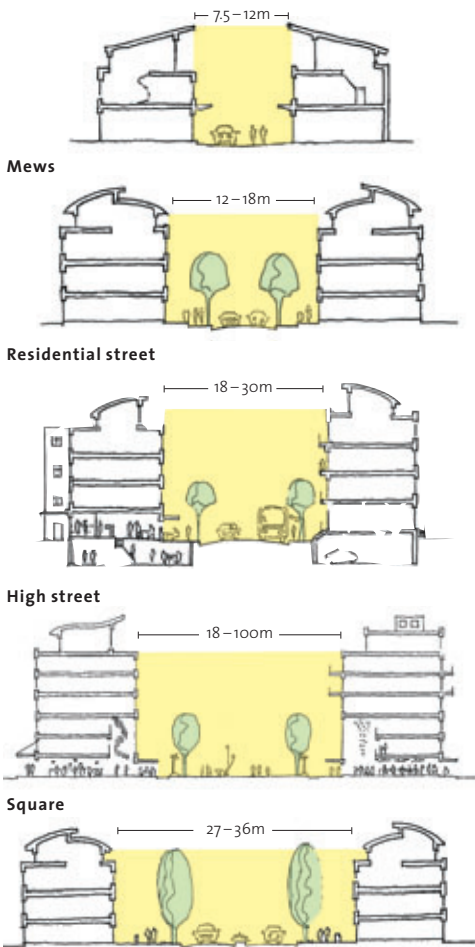 7.5–12m
Mews
12–18m
Residential street
18–30m
High street
18–100m
Square
27–36m